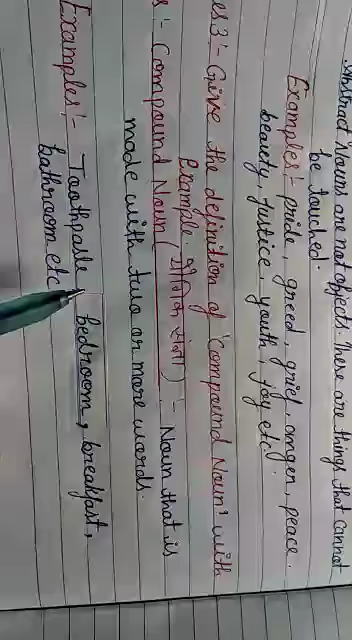 Abstract Nouns are not objects. These are things that cannot
be touched.
Examples:- pride, greed, grief, anger, peace.
beauty, justice, youth, joy etc.
es.3:- Give the definition of 'Compound Noun' with
Example.
s:- Compound Noun (यौगिक संज्ञा) :- Noun that is
made with two or more words.
Examples:- Toothpaste, bedroom, breakfast,
bathroom etc